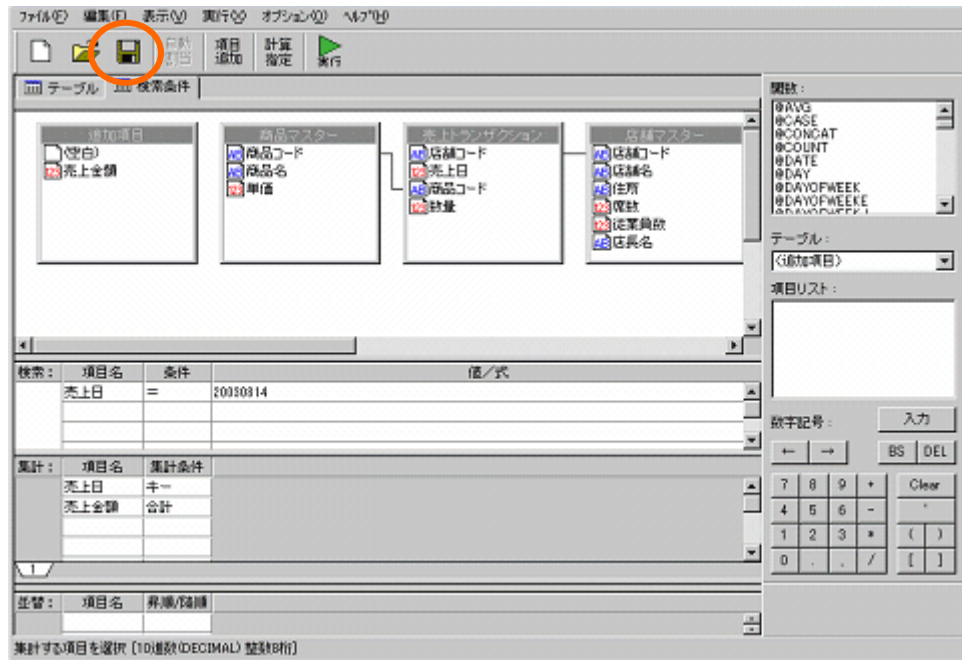 ファイル(F) 編集(E) 表示(V) 実行(X) オプション(O) ヘルプ(H)
自動割当 項目追加 計算指定 実行
テーブル 検索条件
追加項目
(空白)
売上金額
商品マスター
商品コード
商品名
単価
売上トランザクション
店舗コード
売上日
商品コード
数量
店舗マスター
店舗コード
店舗名
住所
席数
従業員数
店長名
関数:
@AVG
@CASE
@CONCAT
@COUNT
@DATE
@DAY
@DAYOFWEEK
@DAYOFWEEKE
テーブル:
(追加項目)
項目リスト:
検索: 項目名 条件 値/式
売上日 = 20030814
集計: 項目名 集計条件
売上日 キー
売上金額 合計
1
並替: 項目名 昇順/降順
数字記号: 入力
← → BS DEL
7 8 9 + Clear
4 5 6 - '
1 2 3 * ( )
0 . , / [ ]
集計する項目を選択 [10進数(DECIMAL) 整数8桁]